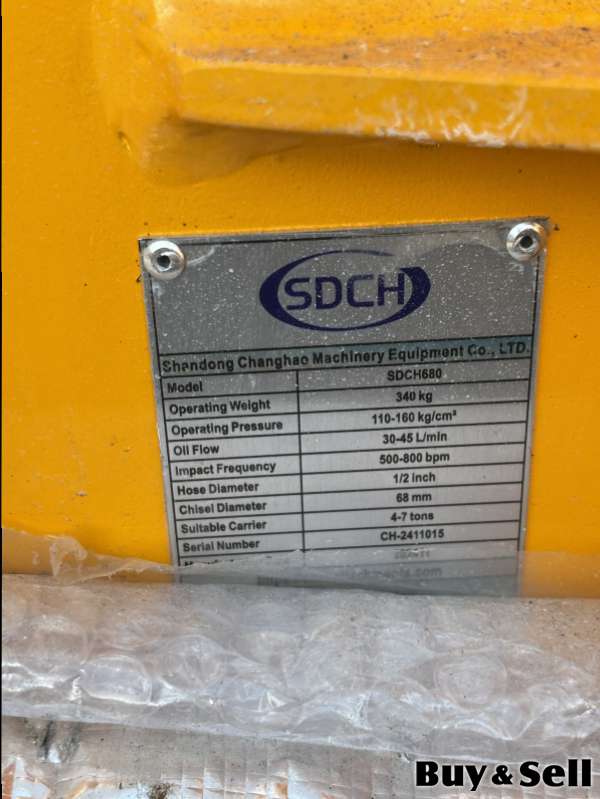 SDCH
Shandong Changhao Machinery Equipment Co., LTD.
Model SDCH680
Operating Weight 340 kg
Operating Pressure 110-160 kg/cm²
Oil Flow 30-45 L/min
Impact Frequency 500-800 bpm
Hose Diameter 1/2 inch
Chisel Diameter 68 mm
Suitable Carrier 4-7 tons
Serial Number CH-2411015
Buy & Sell